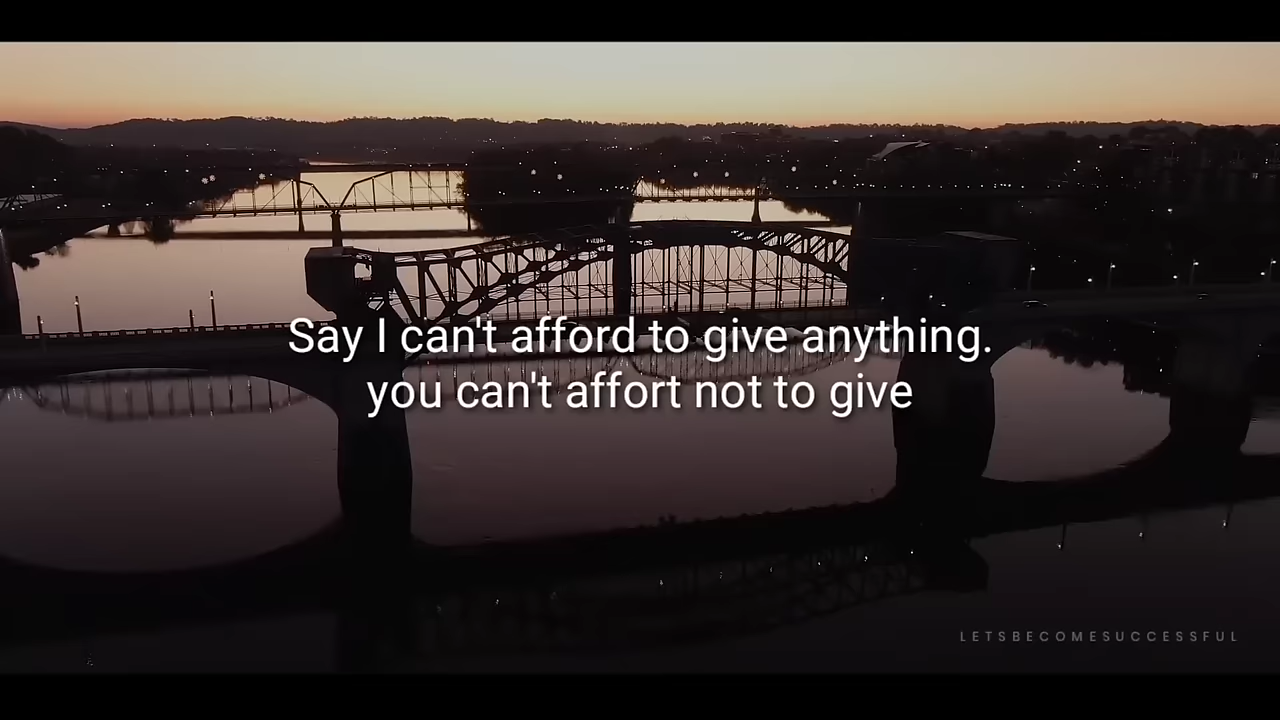 Say I can't afford to give anything.
you can't affort not to give
LETSBECOMESUCCESSFUL